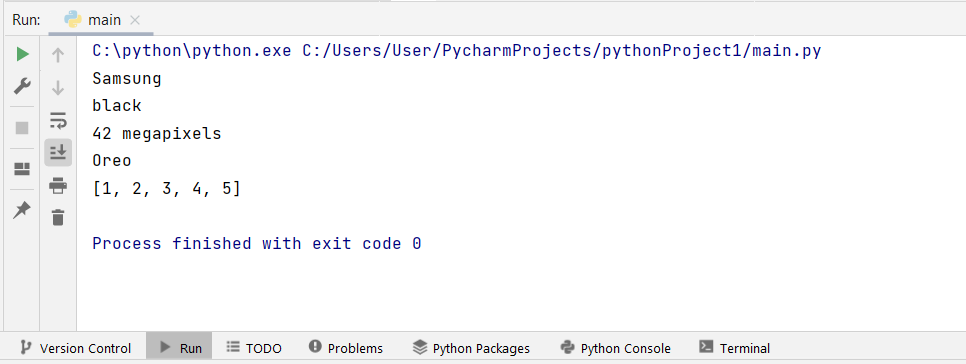 Run: main
C:\python\python.exe C:/Users/User/PycharmProjects/pythonProject1/main.py
Samsung
black
42 megapixels
Oreo
[1, 2, 3, 4, 5]
Process finished with exit code 0
Version Control Run TODO Problems Python Packages Python Console Terminal